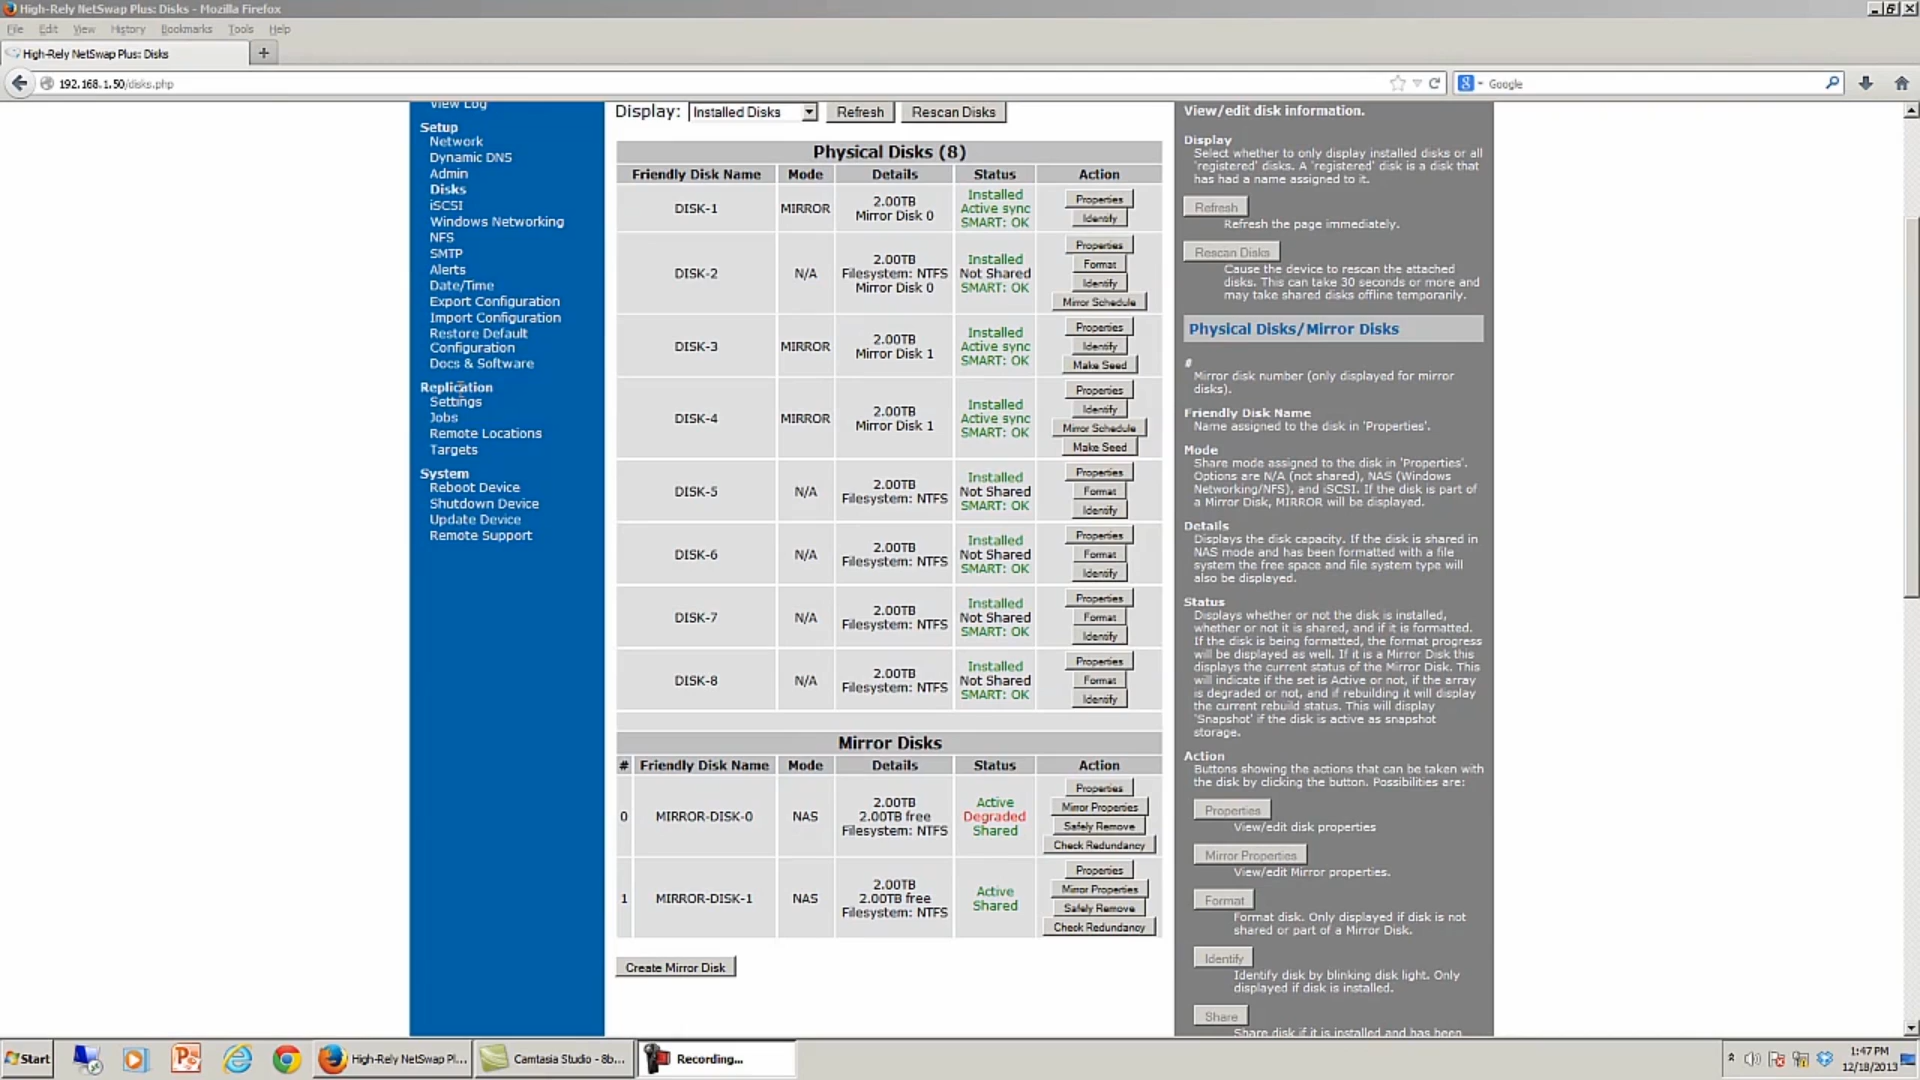 High-Rely NetSwap Plus: Disks - Mozilla Firefox
File Edit View History Bookmarks Tools Help
High-Rely NetSwap Plus: Disks
192.168.1.50/disks.php
Google
View Log
Setup
Network
Dynamic DNS
Admin
Disks
iSCSI
Windows Networking
NFS
SMTP
Alerts
Date/Time
Export Configuration
Import Configuration
Restore Default
Configuration
Docs & Software
Replication
Settings
Jobs
Remote Locations
Targets
System
Reboot Device
Shutdown Device
Update Device
Remote Support
Display: Installed Disks Refresh Rescan Disks
Physical Disks (8)
Friendly Disk Name Mode Details Status Action
DISK-1 MIRROR
2.00TB
Mirror Disk 0
Installed
Active sync
SMART: OK
Properties
Identify
DISK-2 N/A
2.00TB
Filesystem: NTFS
Mirror Disk 0
Installed
Not Shared
SMART: OK
Properties
Format
Identify
Mirror Schedule
DISK-3 MIRROR
2.00TB
Mirror Disk 1
Installed
Active sync
SMART: OK
Properties
Identify
Make Seed
DISK-4 MIRROR
2.00TB
Mirror Disk 1
Installed
Active sync
SMART: OK
Properties
Identify
Mirror Schedule
Make Seed
DISK-5 N/A
2.00TB
Filesystem: NTFS
Installed
Not Shared
SMART: OK
Properties
Format
Identify
DISK-6 N/A
2.00TB
Filesystem: NTFS
Installed
Not Shared
SMART: OK
Properties
Format
Identify
DISK-7 N/A
2.00TB
Filesystem: NTFS
Installed
Not Shared
SMART: OK
Properties
Format
Identify
DISK-8 N/A
2.00TB
Filesystem: NTFS
Installed
Not Shared
SMART: OK
Properties
Format
Identify
Mirror Disks
# Friendly Disk Name Mode Details Status Action
0 MIRROR-DISK-0 NAS
2.00TB
2.00TB free
Filesystem: NTFS
Active
Degraded
Shared
Properties
Mirror Properties
Safely Remove
Check Redundancy
1 MIRROR-DISK-1 NAS
2.00TB
2.00TB free
Filesystem: NTFS
Active
Shared
Properties
Mirror Properties
Safely Remove
Check Redundancy
Create Mirror Disk
View/edit disk information.
Display
Select whether to only display installed disks or all
'registered' disks. A 'registered' disk is a disk that
has had a name assigned to it.
Refresh
Refresh the page immediately.
Rescan Disks
Cause the device to rescan the attached
disks. This can take 30 seconds or more and
may take shared disks offline temporarily.
Physical Disks/Mirror Disks
#
Mirror disk number (only displayed for mirror
disks).
Friendly Disk Name
Name assigned to the disk in 'Properties'.
Mode
Share mode assigned to the disk in 'Properties'.
Options are N/A (not shared), NAS (Windows
Networking/NFS), and iSCSI. If the disk is part of
a Mirror Disk, MIRROR will be displayed.
Details
Displays the disk capacity. If the disk is shared in
NAS mode and has been formatted with a file
system the free space and file system type will
also be displayed.
Status
Displays whether or not the disk is installed,
whether or not it is shared, and if it is formatted.
If the disk is being formatted, the format progress
will be displayed as well. If it is a Mirror Disk this
displays the current status of the Mirror Disk. This
will indicate if the set is Active or not, if the array
is degraded or not, and if rebuilding it will display
the current rebuild status. This will display
'Snapshot' if the disk is active as snapshot
storage.
Action
Buttons showing the actions that can be taken with
the disk by clicking the button. Possibilities are:
Properties
View/edit disk properties
Mirror Properties
View/edit Mirror properties.
Format
Format disk. Only displayed if disk is not
shared or part of a Mirror Disk.
Identify
Identify disk by blinking disk light. Only
displayed if disk is installed.
Share
Share disk if it is installed and has been
Start
High-Rely NetSwap Pl...
Camtasia Studio - 8b...
Recording...
1:47 PM
12/18/2013